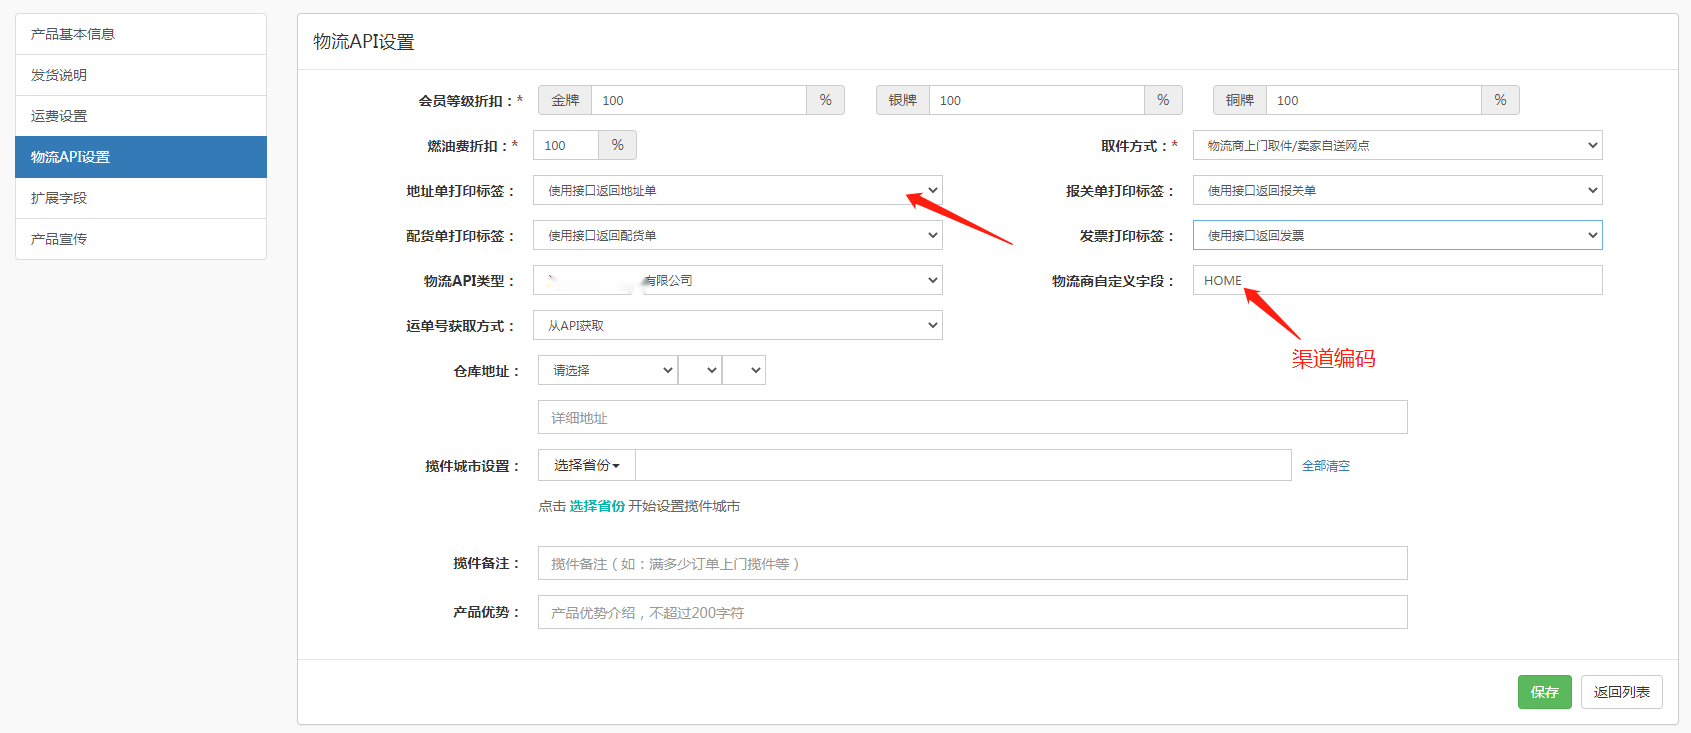 产品基本信息
发货说明
运费设置
物流API设置
扩展字段
产品宣传
物流API设置
会员等级折扣：* 金牌 100 % 银牌 100 % 铜牌 100 %
燃油费折扣：* 100 % 取件方式：* 物流商上门取件/卖家自送网点
地址单打印标签： 使用接口返回地址单 报关单打印标签： 使用接口返回报关单
配货单打印标签： 使用接口返回配货单 发票打印标签： 使用接口返回发票
物流API类型： 有限公司 物流商自定义字段： HOME
渠道编码
运单号获取方式： 从API获取
仓库地址： 请选择
详细地址
揽件城市设置： 选择省份 全部清空
点击 选择省份 开始设置揽件城市
揽件备注： 揽件备注（如：满多少订单上门揽件等）
产品优势： 产品优势介绍，不超过200字符
保存 返回列表